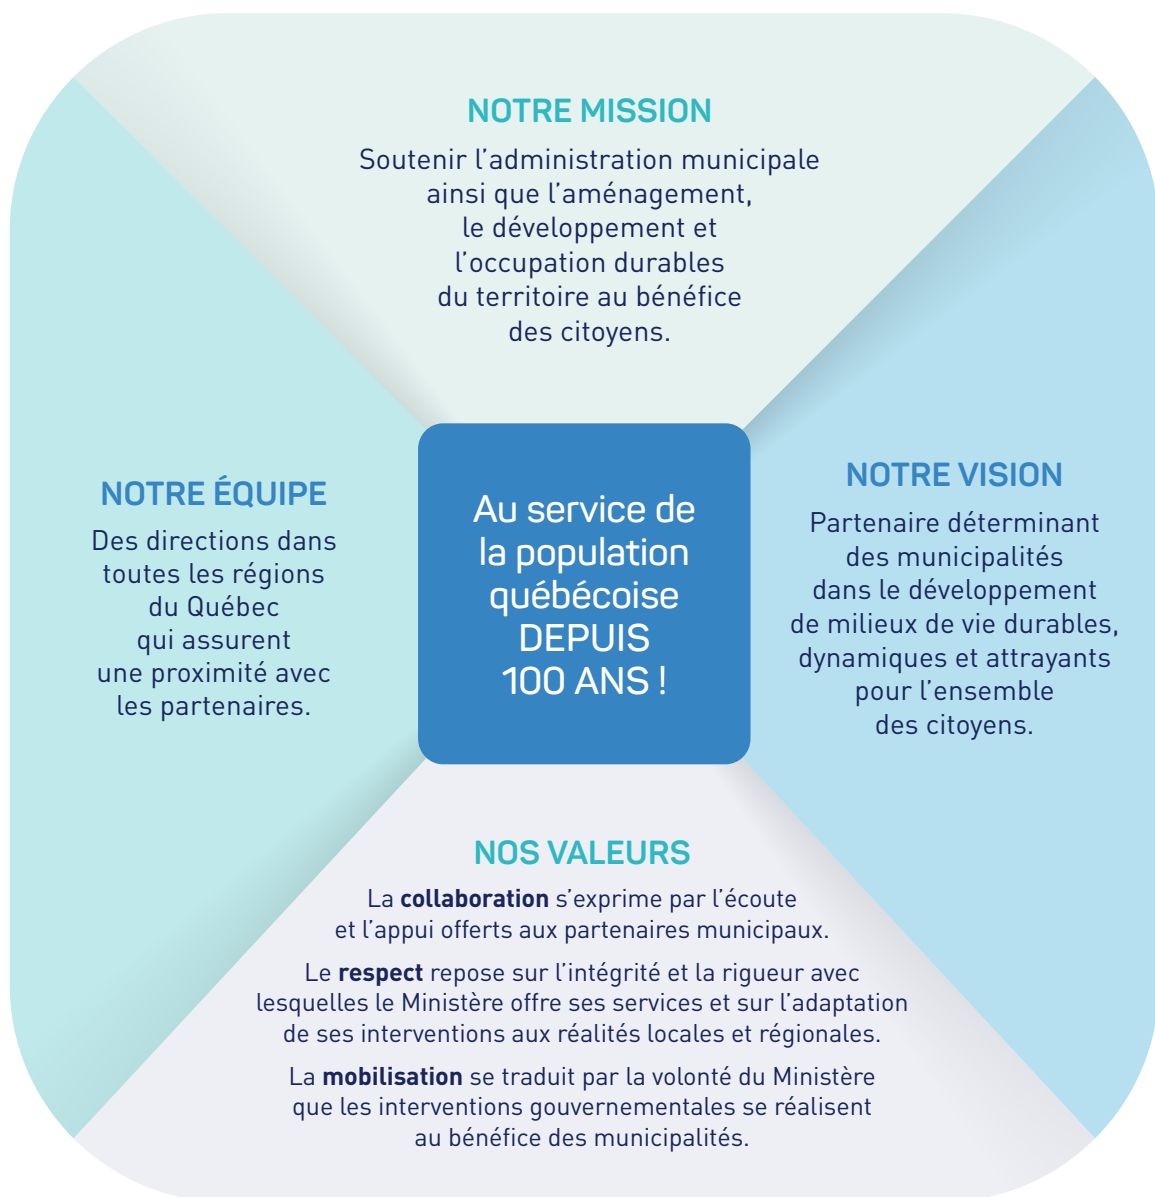 NOTRE MISSION
Soutenir l’administration municipale
ainsi que l’aménagement,
le développement et
l’occupation durables
du territoire au bénéfice
des citoyens.
NOTRE ÉQUIPE
Des directions dans
toutes les régions
du Québec
qui assurent
une proximité avec
les partenaires.
Au service de
la population
québécoise
DEPUIS
100 ANS !
NOTRE VISION
Partenaire déterminant
des municipalités
dans le développement
de milieux de vie durables,
dynamiques et attrayants
pour l’ensemble
des citoyens.
NOS VALEURS
La collaboration s’exprime par l’écoute
et l’appui offerts aux partenaires municipaux.
Le respect repose sur l’intégrité et la rigueur avec
lesquelles le Ministère offre ses services et sur l’adaptation
de ses interventions aux réalités locales et régionales.
La mobilisation se traduit par la volonté du Ministère
que les interventions gouvernementales se réalisent
au bénéfice des municipalités.